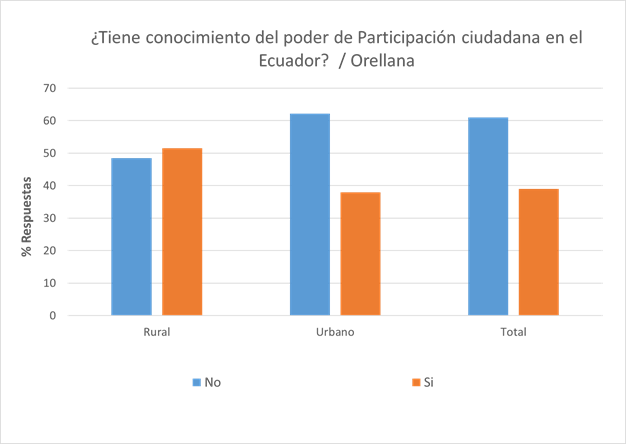 ¿Tiene conocimiento del poder de Participación ciudadana en el
Ecuador?  / Orellana
70
60
50
40
30
20
10
0
% Respuestas
Rural
Urbano
Total
No
Si